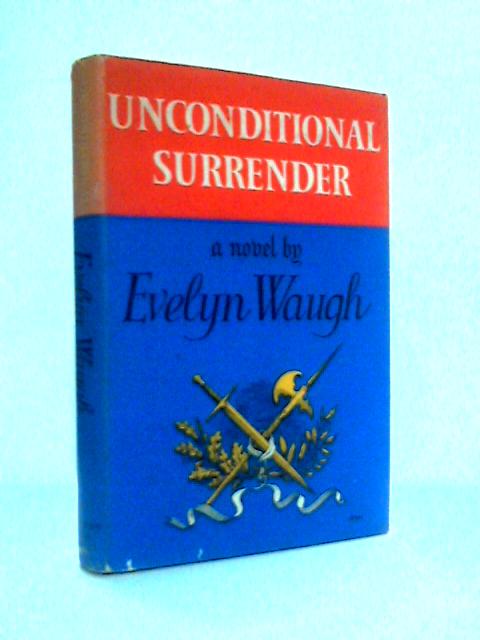 UNCONDITIONAL
SURRENDER
a novel by
Evelyn Waugh
Evelyn Waugh